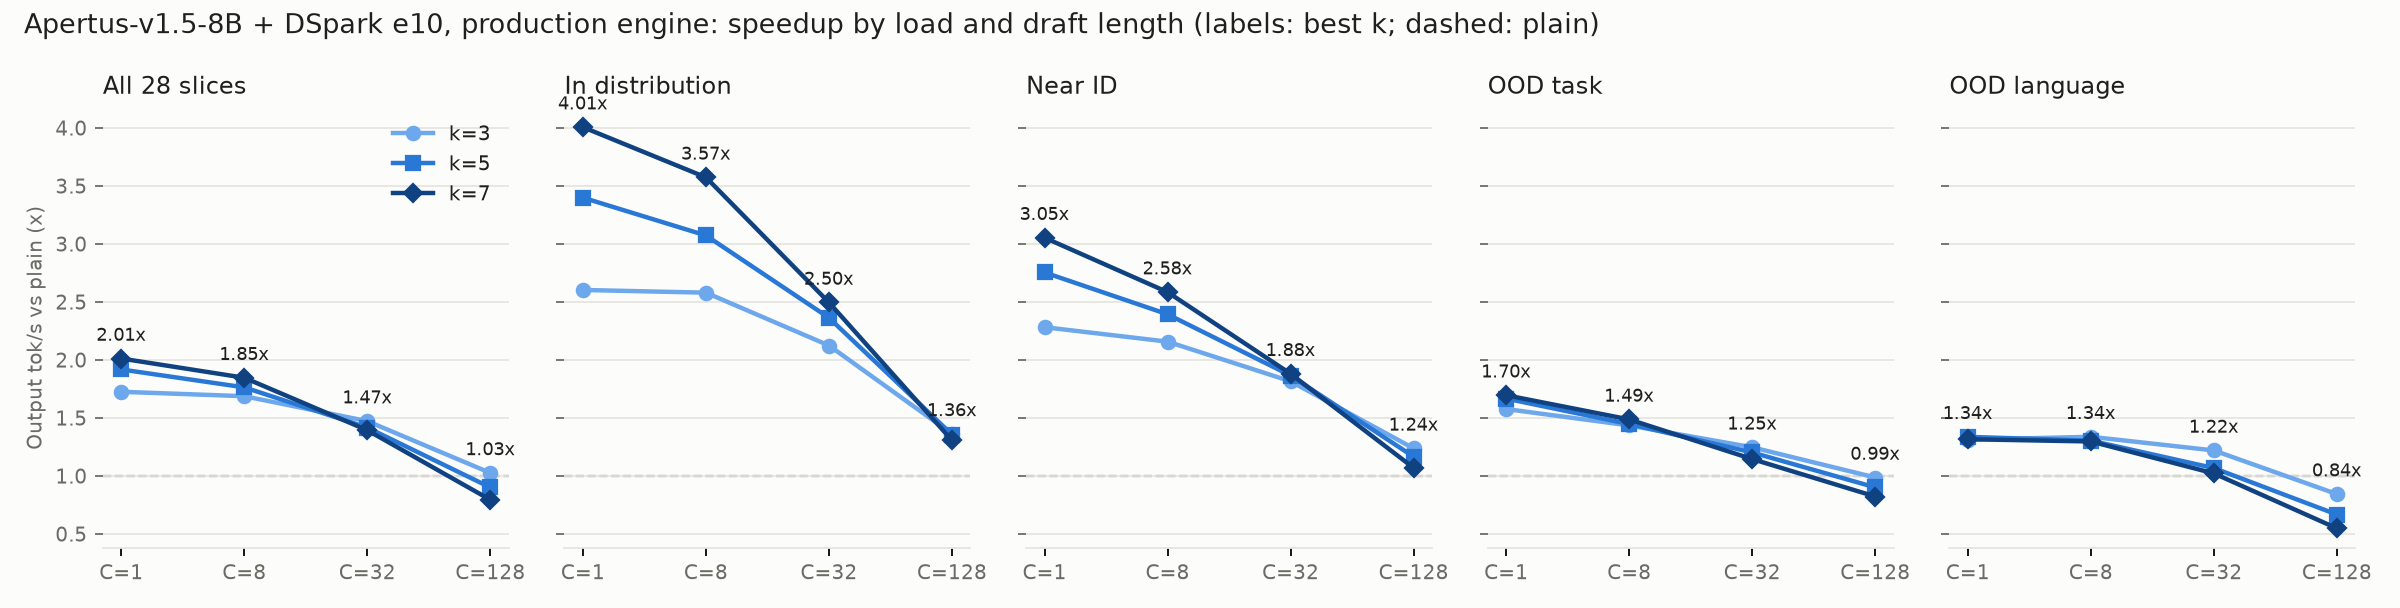 Apertus-v1.5-8B + DSpark e10, production engine: speedup by load and draft length (labels: best k; dashed: plain)
All 28 slices
In distribution
Near ID
OOD task
OOD language
Output tok/s vs plain (x)
4.0
3.5
3.0
2.5
2.0
1.5
1.0
0.5
k=3
k=5
k=7
2.01x
1.85x
1.47x
1.03x
C=1
C=8
C=32
C=128
4.01x
3.57x
2.50x
1.36x
C=1
C=8
C=32
C=128
3.05x
2.58x
1.88x
1.24x
C=1
C=8
C=32
C=128
1.70x
1.49x
1.25x
0.99x
C=1
C=8
C=32
C=128
1.34x
1.34x
1.22x
0.84x
C=1
C=8
C=32
C=128